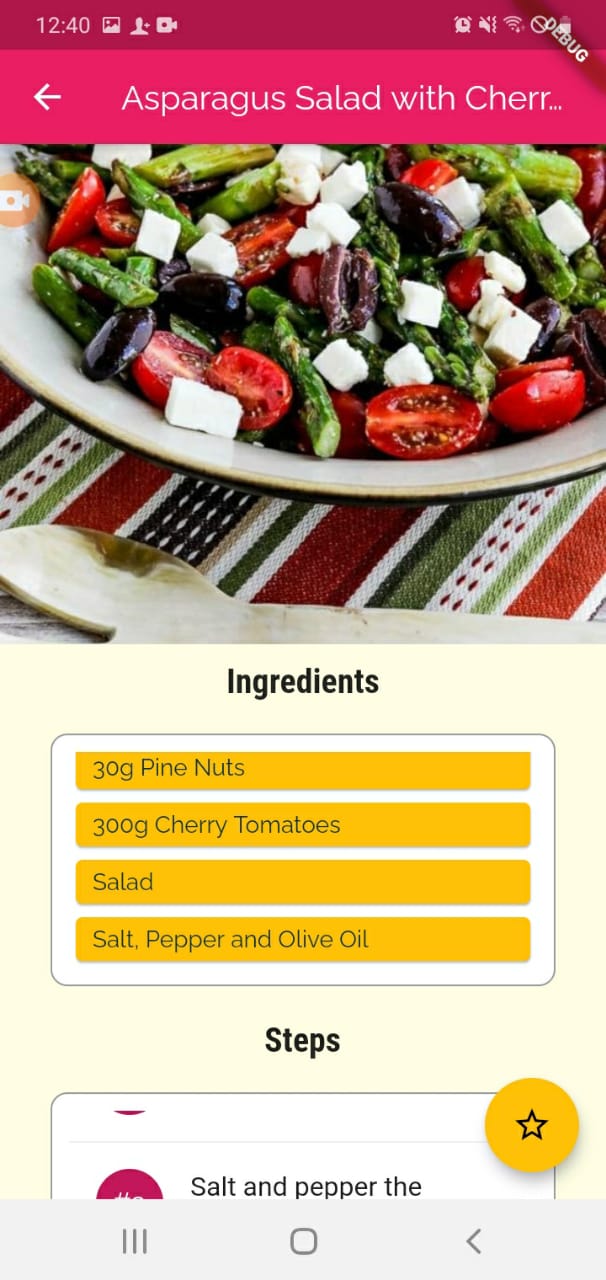 12:40
DEBUG
Asparagus Salad with Cherr...
Ingredients
30g Pine Nuts
300g Cherry Tomatoes
Salad
Salt, Pepper and Olive Oil
Steps
Salt and pepper the